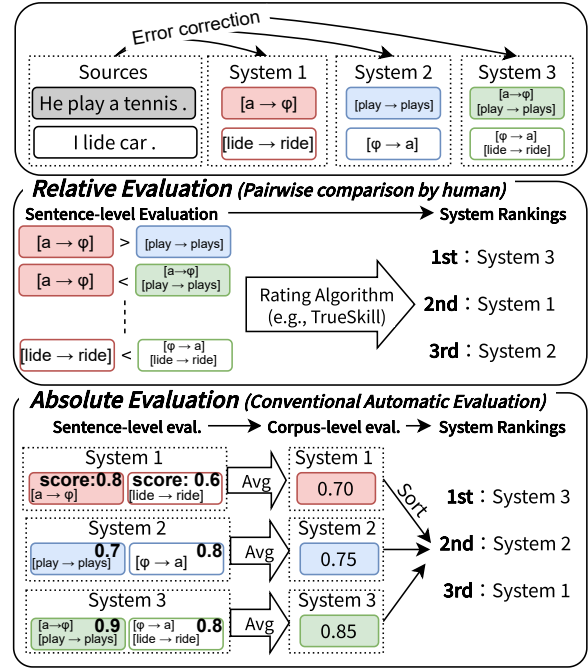 Error correction
Sources
System 1
System 2
System 3
He play a tennis .
[a → φ]
[play → plays]
[a→φ]
[play → plays]
I lide car .
[lide → ride]
[φ → a]
[φ → a]
[lide → ride]
Relative Evaluation (Pairwise comparison by human)
Sentence-level Evaluation
System Rankings
[a → φ] > [play → plays]
[a → φ] < [a→φ]
[play → plays]
[lide → ride] < [φ → a]
[lide → ride]
Rating Algorithm
(e.g., TrueSkill)
1st : System 3
2nd : System 1
3rd : System 2
Absolute Evaluation (Conventional Automatic Evaluation)
Sentence-level eval.
Corpus-level eval.
System Rankings
System 1
score:0.8
[a → φ]
score: 0.6
[lide → ride]
Avg
System 1
0.70
System 2
0.7
[play → plays]
0.8
[φ → a]
Avg
System 2
0.75
System 3
0.9
[a→φ]
[play → plays]
0.8
[φ → a]
[lide → ride]
Avg
System 3
0.85
Sort
1st : System 3
2nd : System 2
3rd : System 1